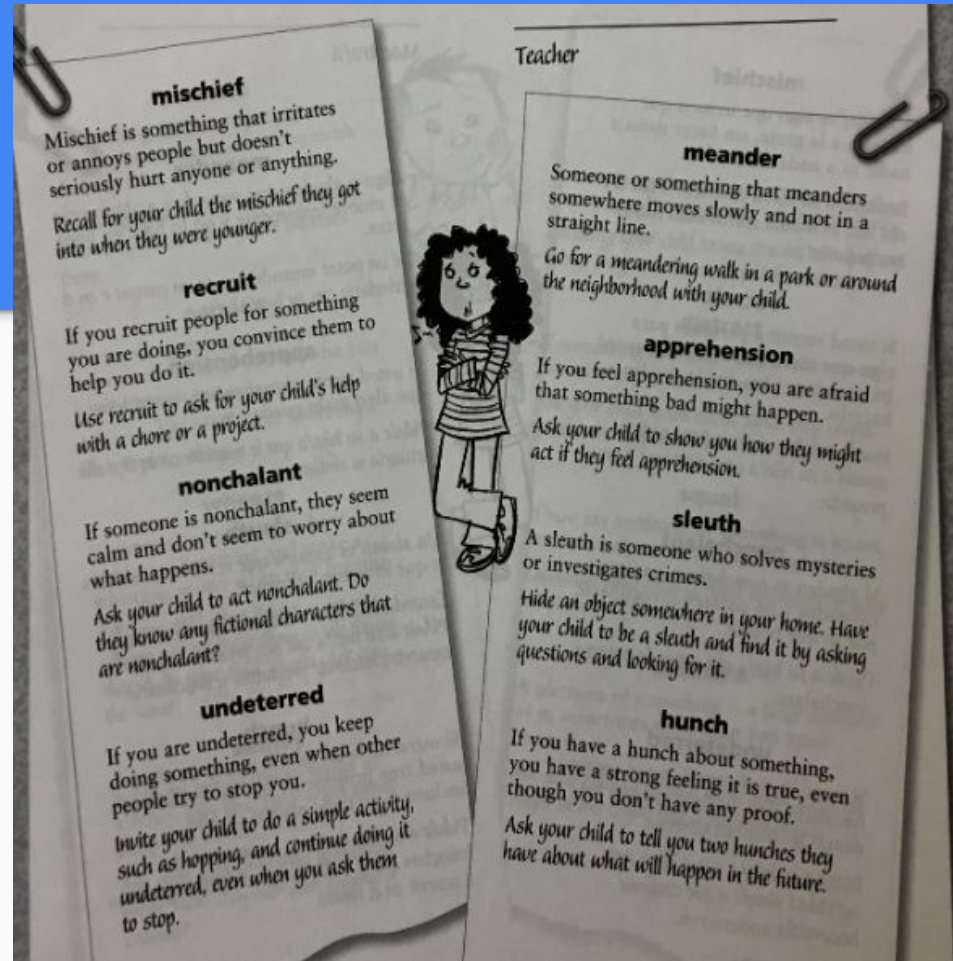 Teacher
mischief
Mischief is something that irritates
or annoys people but doesn't
seriously hurt anyone or anything.
Recall for your child the mischief they got
into when they were younger.
recruit
If you recruit people for something
you are doing, you convince them to
help you do it.
Use recruit to ask for your child's help
with a chore or a project.
nonchalant
If someone is nonchalant, they seem
calm and don't seem to worry about
what happens.
Ask your child to act nonchalant. Do
they know any fictional characters that
are nonchalant?
undeterred
If you are undeterred, you keep
doing something, even when other
people try to stop you.
Invite your child to do a simple activity,
such as hopping, and continue doing it
undeterred, even when you ask them
to stop.
meander
Someone or something that meanders
somewhere moves slowly and not in a
straight line.
Go for a meandering walk in a park or around
the neighborhood with your child.
apprehension
If you feel apprehension, you are afraid
that something bad might happen.
Ask your child to show you how they might
act if they feel apprehension.
sleuth
A sleuth is someone who solves mysteries
or investigates crimes.
Hide an object somewhere in your home. Have
your child to be a sleuth and find it by asking
questions and looking for it.
hunch
If you have a hunch about something,
you have a strong feeling it is true, even
though you don't have any proof.
Ask your child to tell you two hunches they
have about what will happen in the future.